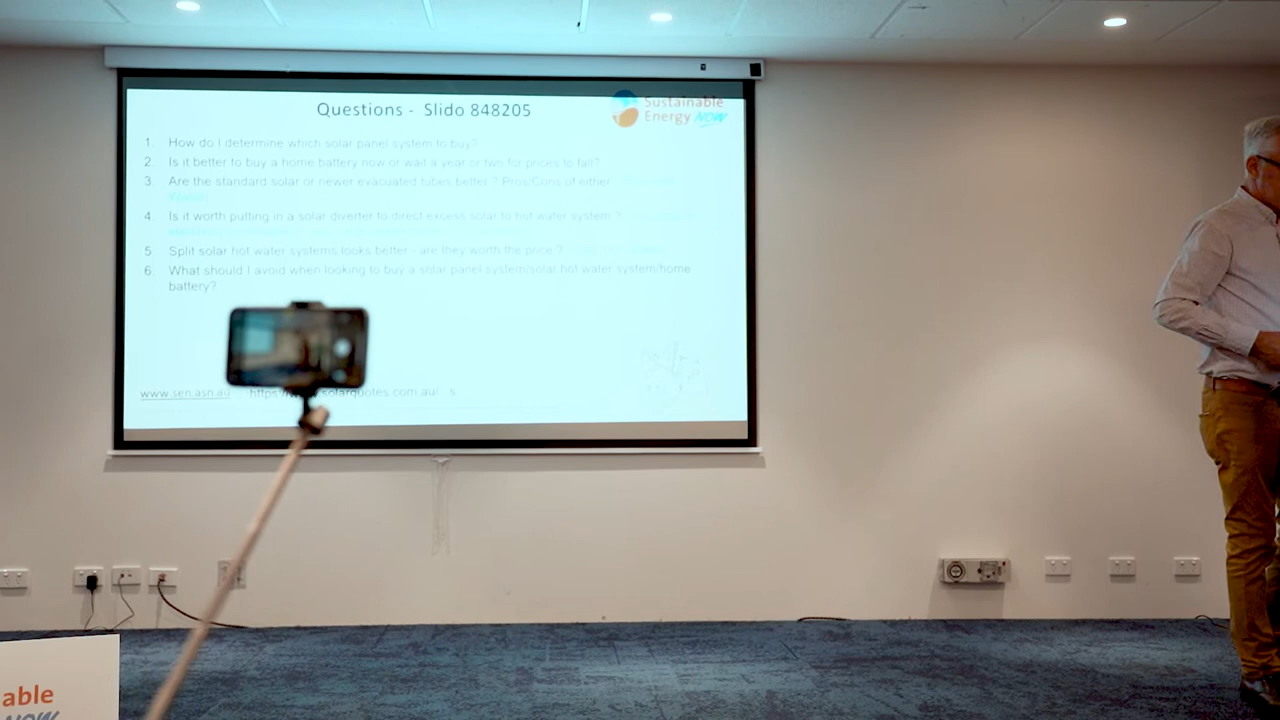 Questions - Slido 848205
Sustainable
Energy NOW
1. How do I determine which solar panel system to buy?
2. Is it better to buy a home battery now or wait a year or two for prices to fall?
3. Are the standard solar or newer evacuated tubes better ? Pros/Cons of either
4. Is it worth putting in a solar diverter to direct excess solar to hot water system ?
5. Split solar hot water systems looks better - are they worth the price ?
6. What should I avoid when looking to buy a solar panel system/solar hot water system/home
battery?
www.sen.asn.au
able
NOW